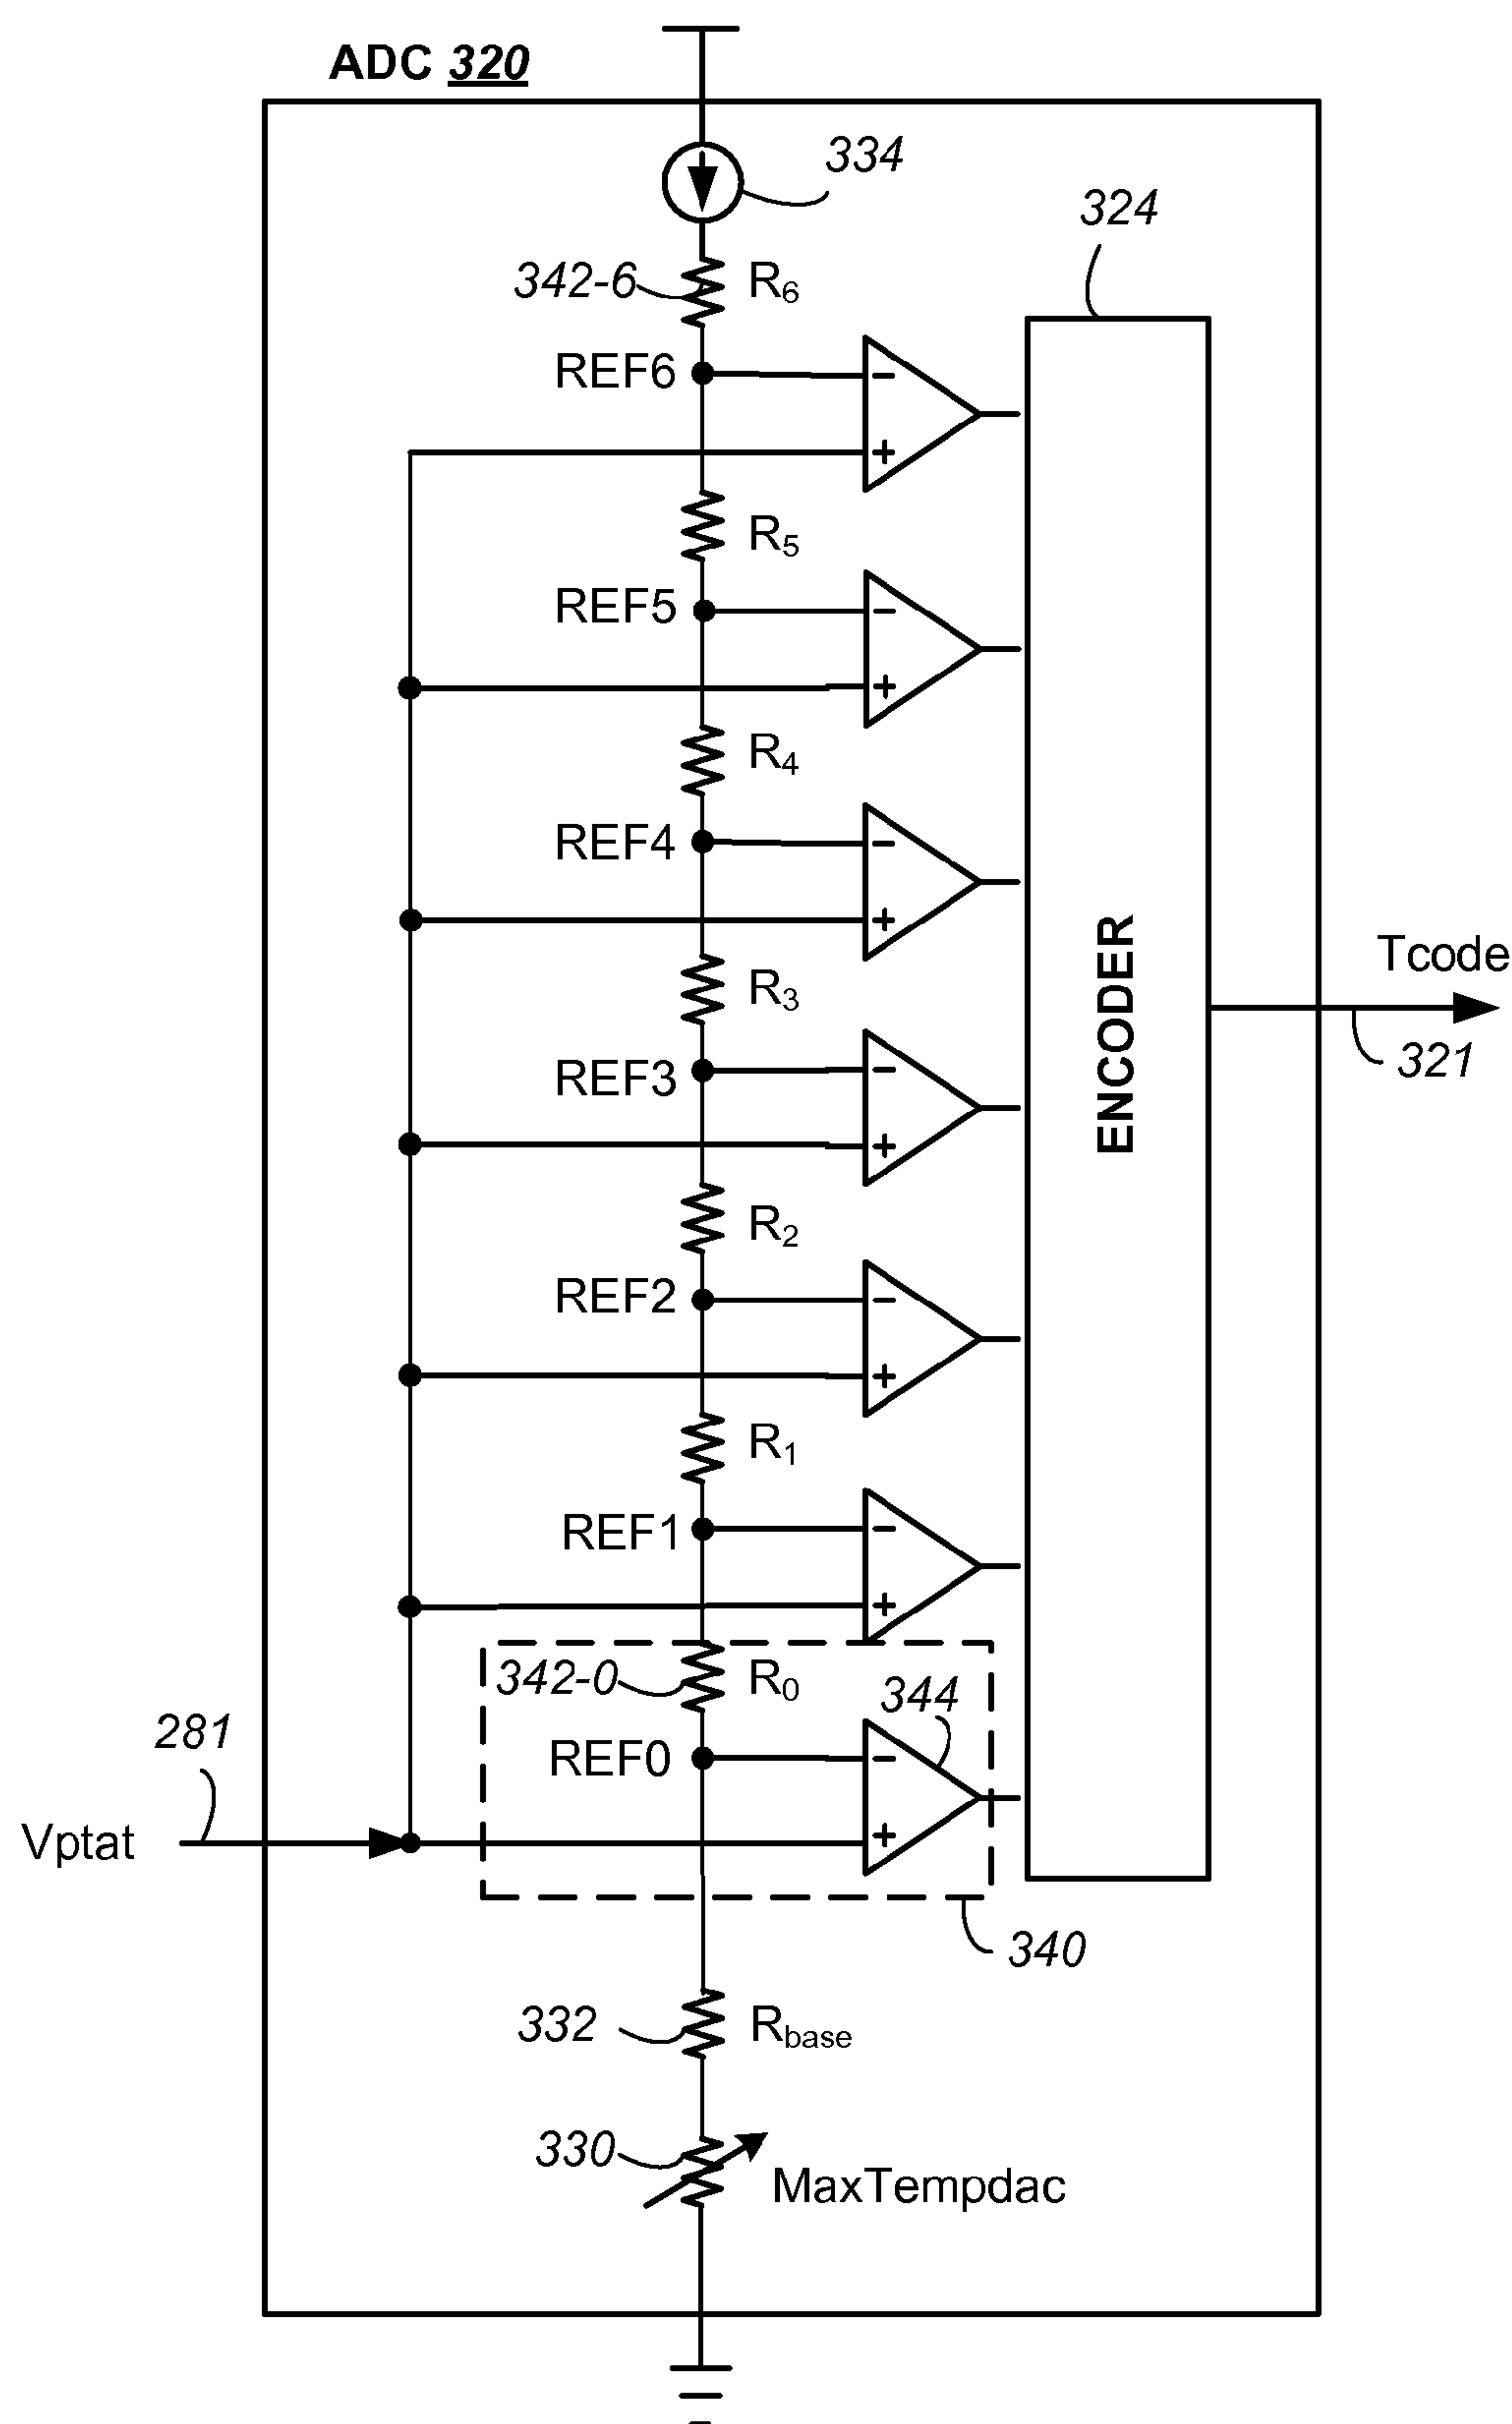 ADC 320
334
324
342-6
R6
REF6
−
+
R5
REF5
−
+
R4
REF4
−
+
ENCODER
Tcode
321
R3
REF3
−
+
R2
REF2
−
+
R1
REF1
−
+
342-0
R0
344
281
REF0
−
+
Vptat
340
332
Rbase
330
MaxTempdac